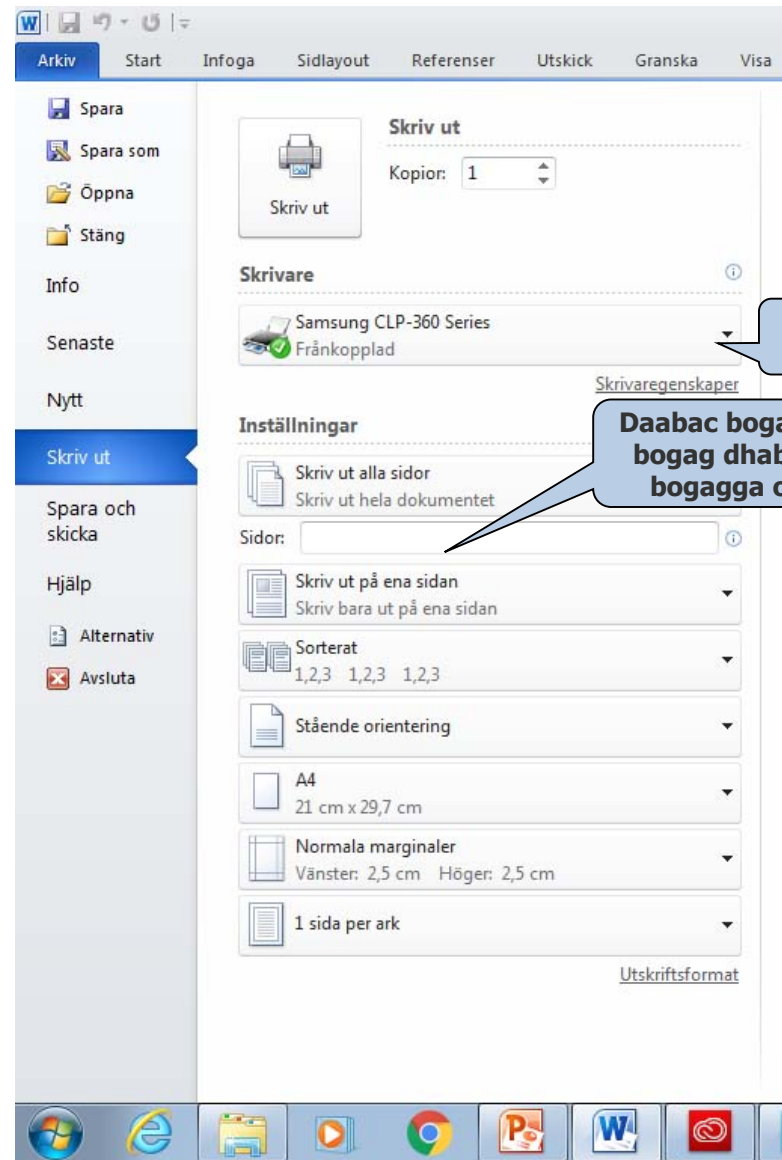 Arkiv Start Infoga Sidlayout Referenser Utskick Granska Visa
Spara
Spara som
Öppna
Stäng
Info
Senaste
Nytt
Skriv ut
Spara och
skicka
Hjälp
Alternativ
Avsluta
Skriv ut
Skriv ut
Kopior: 1
Skrivare
Samsung CLP-360 Series
Frånkopplad
Skrivaregenskaper
Inställningar
Daabac
bogag
bogagga
Skriv ut alla sidor
Skriv ut hela dokumentet
Sidor:
Skriv ut på ena sidan
Skriv bara ut på ena sidan
Sorterat
1,2,3 1,2,3 1,2,3
Stående orientering
A4
21 cm x 29,7 cm
Normala marginaler
Vänster: 2,5 cm Höger: 2,5 cm
1 sida per ark
Utskriftsformat